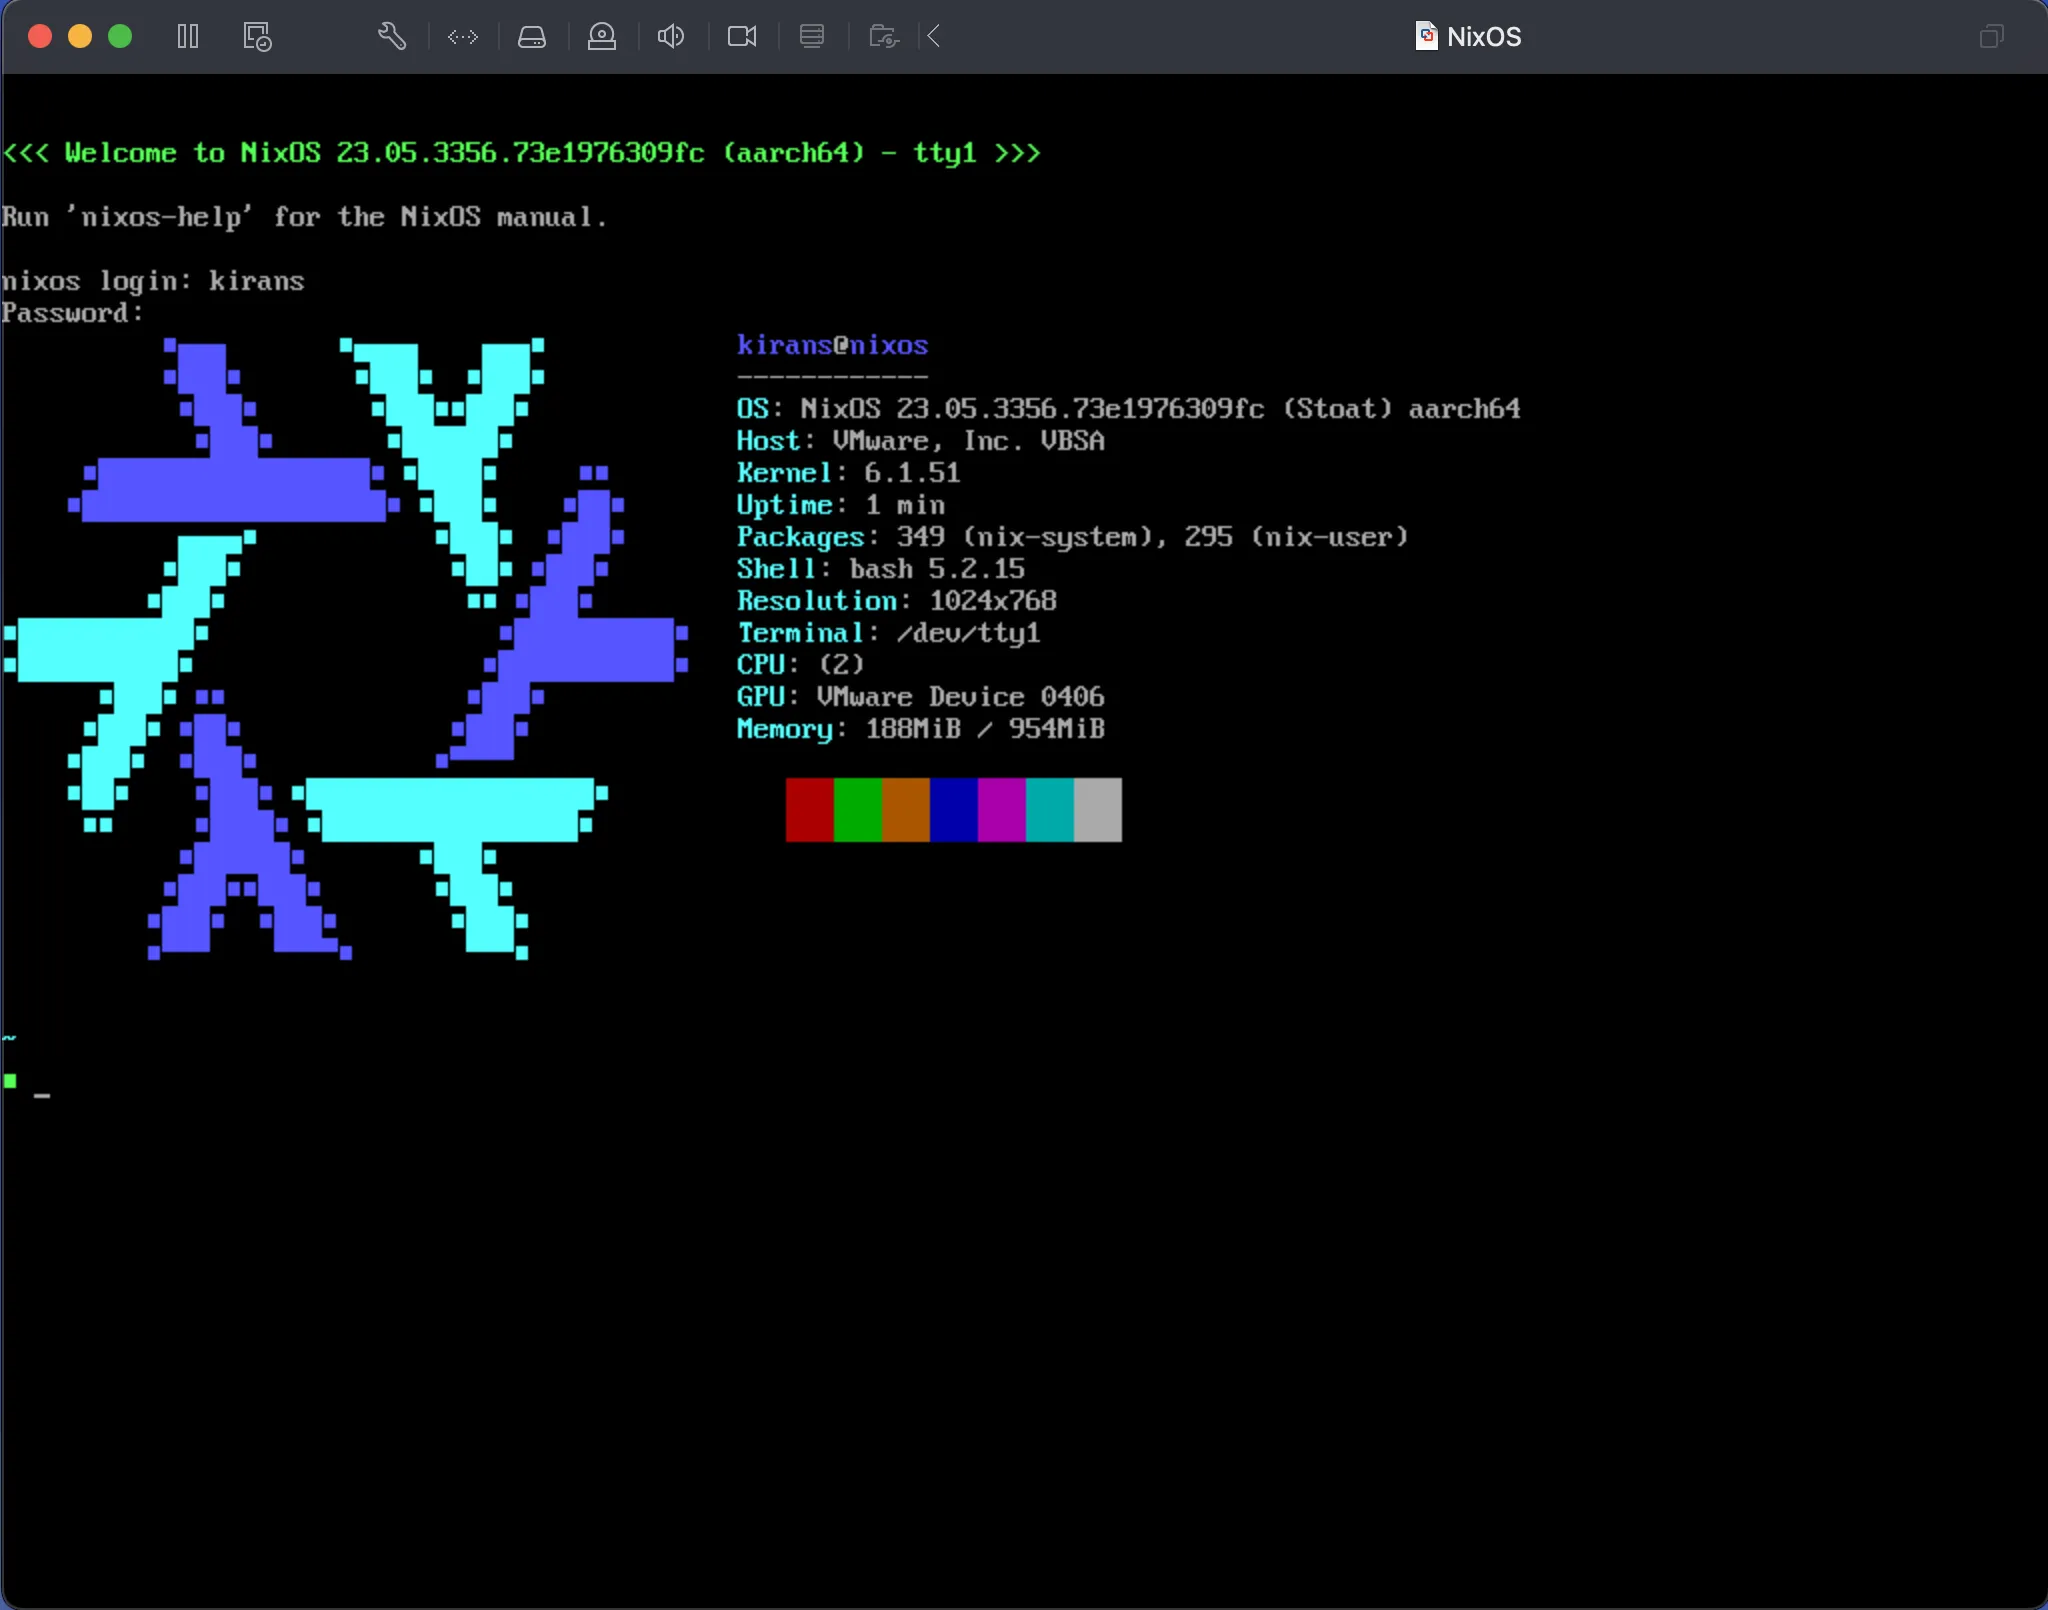 NixOS
<<< Welcome to NixOS 23.05.3356.73e1976309fc (aarch64) - tty1 >>>
Run 'nixos-help' for the NixOS manual.
nixos login: kirans
Password:
kirans@nixos
------------
OS: NixOS 23.05.3356.73e1976309fc (Stoat) aarch64
Host: VMware, Inc. VBSA
Kernel: 6.1.51
Uptime: 1 min
Packages: 349 (nix-system), 295 (nix-user)
Shell: bash 5.2.15
Resolution: 1024x768
Terminal: /dev/tty1
CPU: (2)
GPU: VMware Device 0406
Memory: 188MiB / 954MiB
~